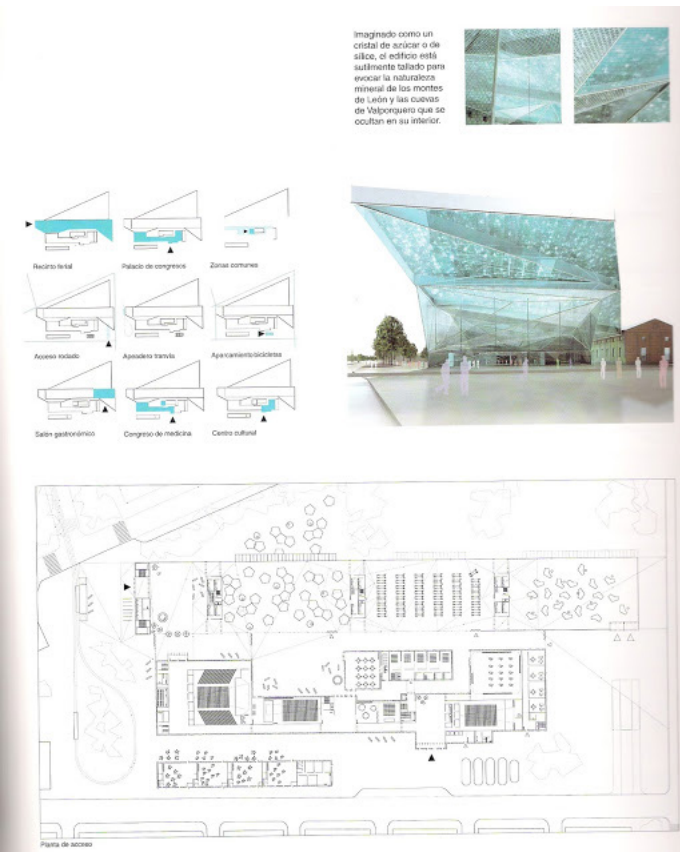 Imaginado como un
cristal de azúcar o de
sílice, el edificio está
sutilmente tallado para
evocar la naturaleza
mineral de los montes
de León y las cuevas
de Valporquero que se
ocultan en su interior.
Recinto ferial
Palacio de congresos
Zonas comunes
Acceso rodado
Apeadero tranvía
Aparcamiento bicicletas
Salón gastronómico
Congreso de medicina
Centro cultural
Planta de acceso